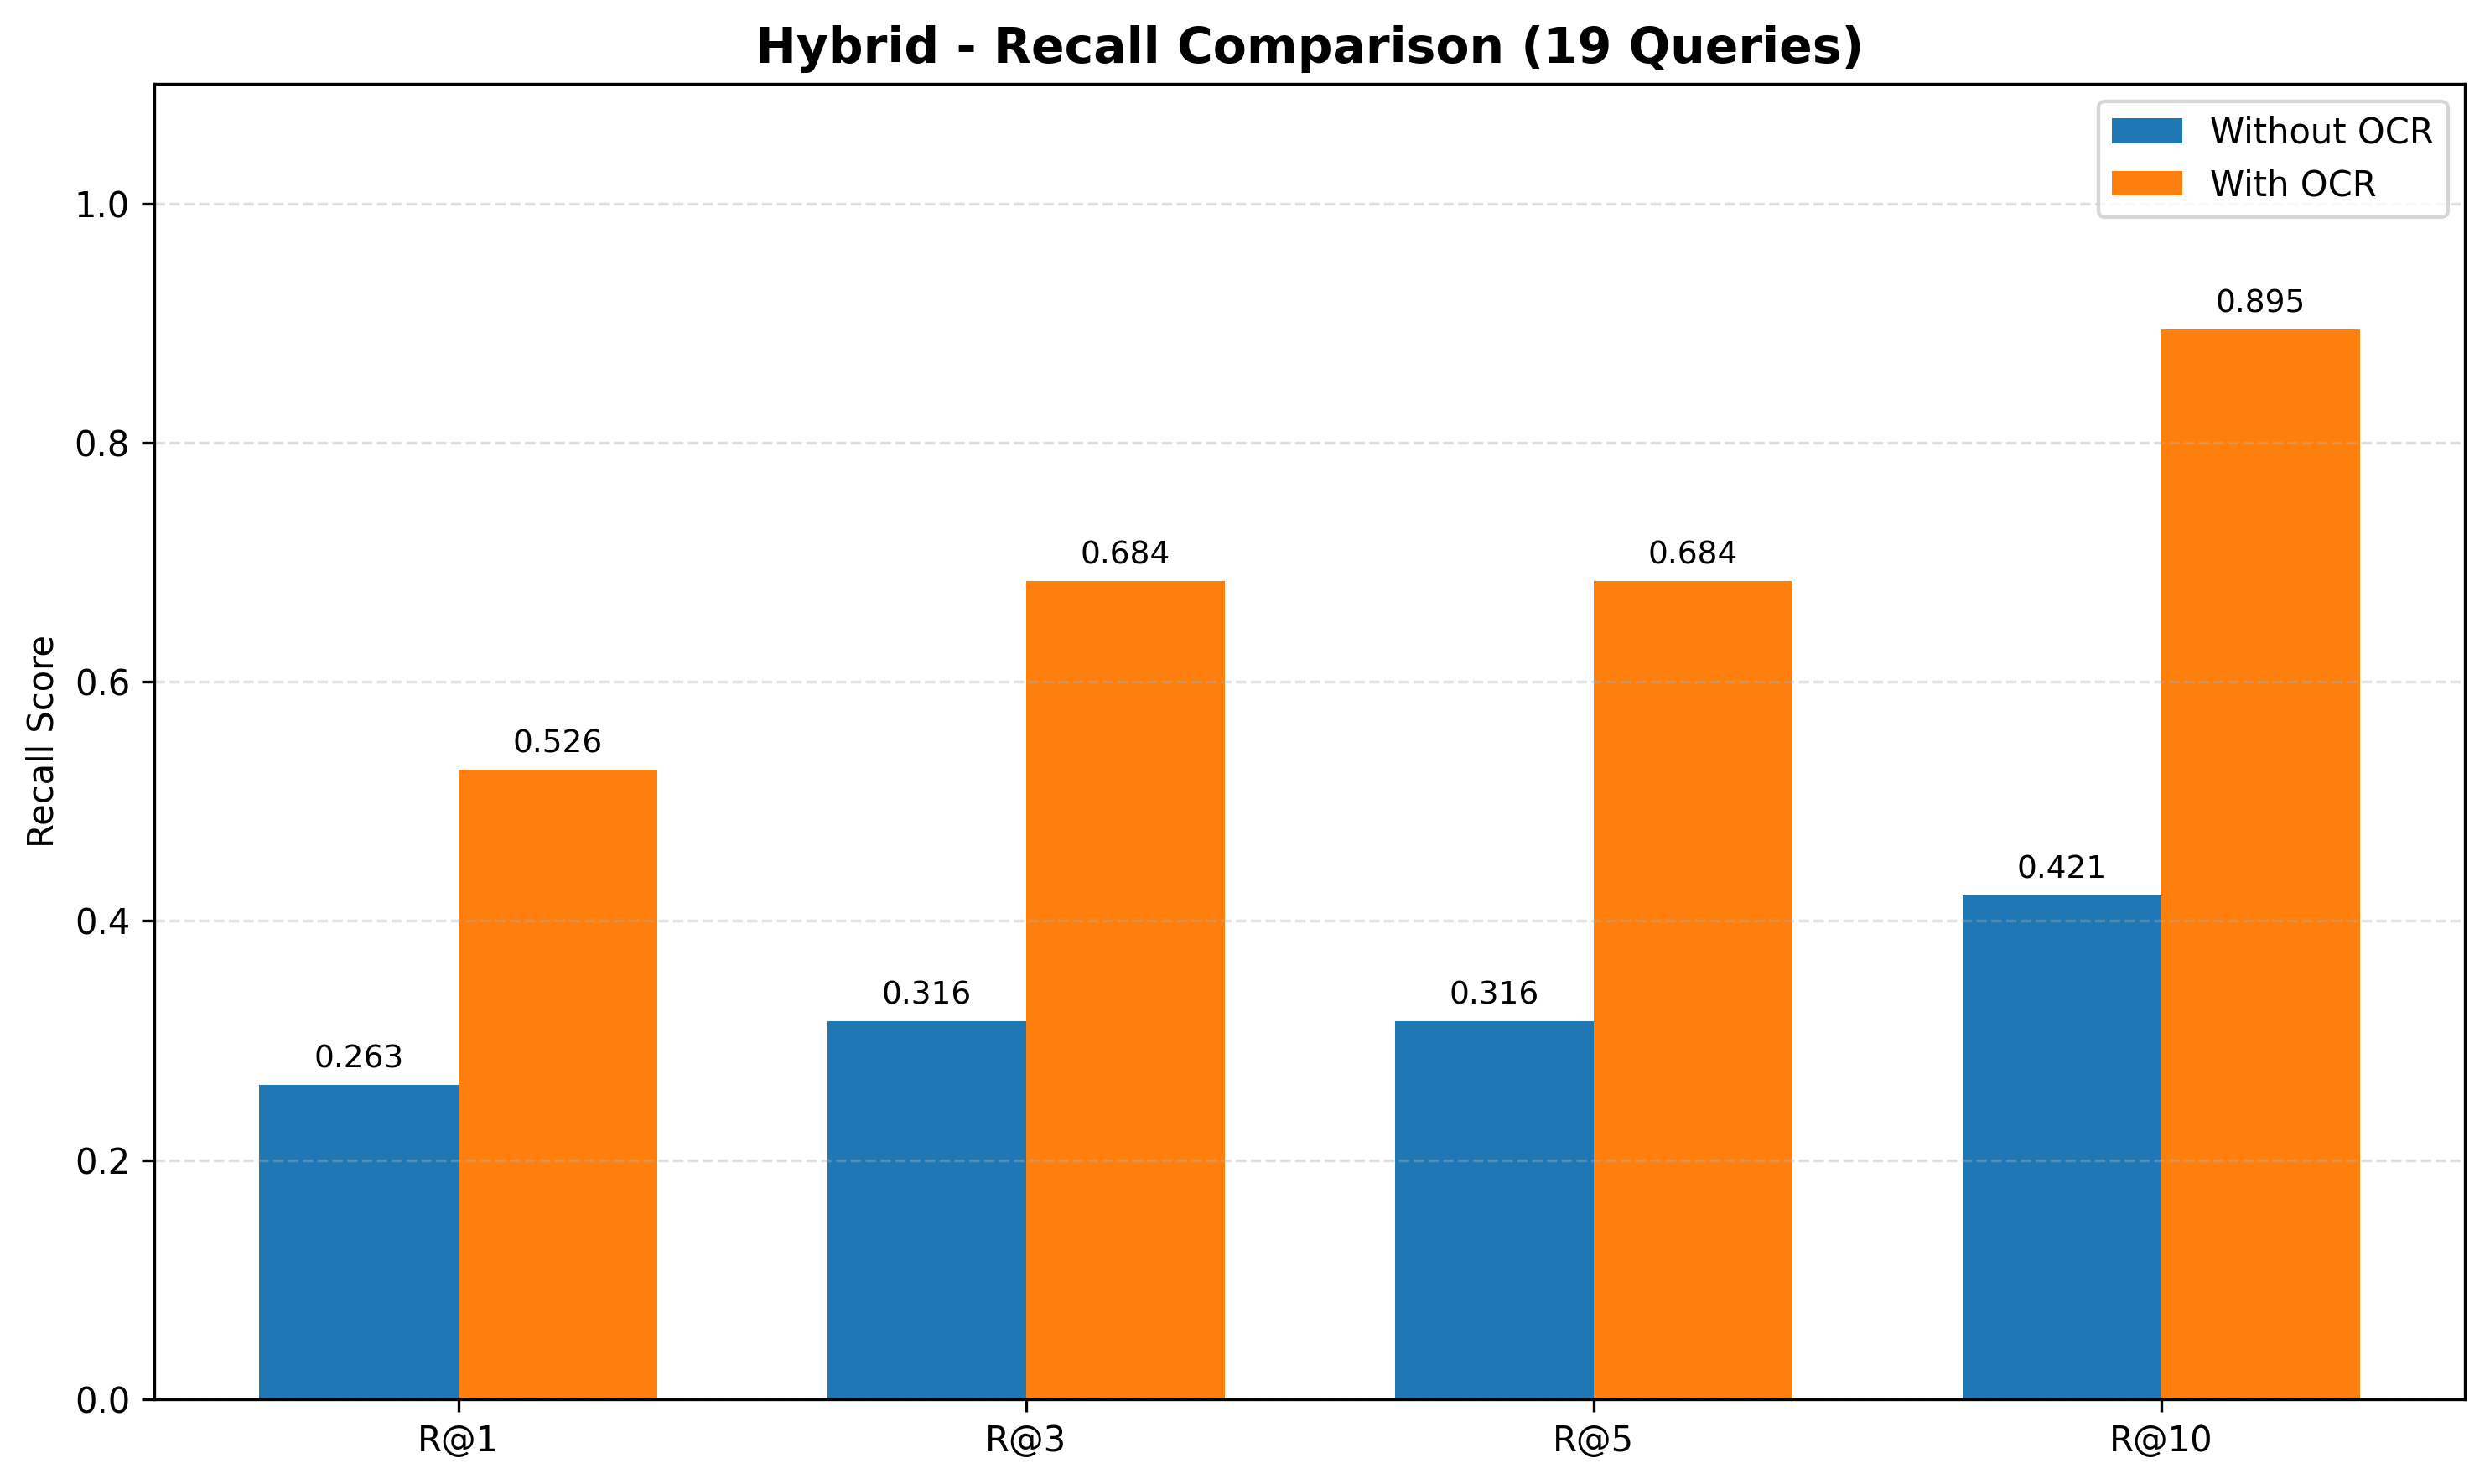 Hybrid - Recall Comparison (19 Queries)
Without OCR
With OCR
Recall Score
1.0
0.8
0.6
0.4
0.2
0.0
0.263
0.526
0.316
0.684
0.316
0.684
0.421
0.895
R@1
R@3
R@5
R@10